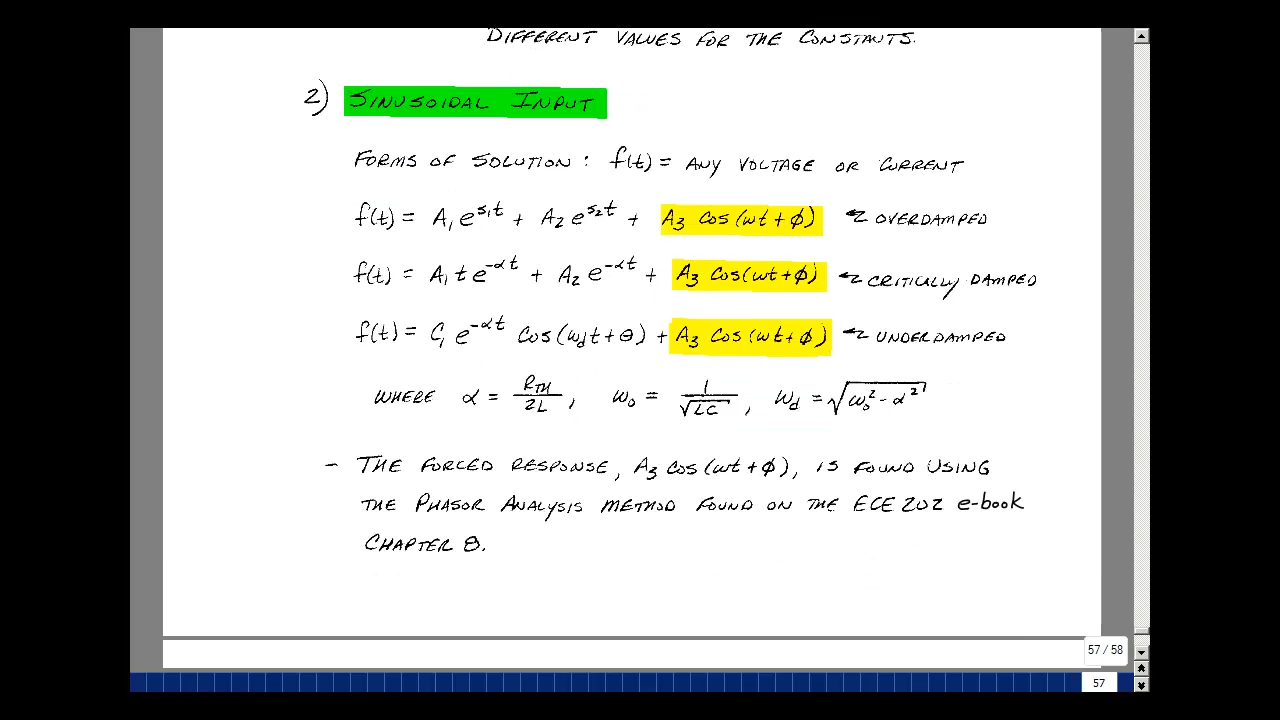 DIFFERENT VALUES FOR THE CONSTANTS.
2) SINUSOIDAL INPUT
FORMS OF SOLUTION: f(t) = ANY VOLTAGE OR CURRENT
f(t) = A₁ e^{s₁t} + A₂ e^{s₂t} + A₃ cos(ωt + ϕ) ← OVERDAMPED
f(t) = A₁ t e^{-αt} + A₂ e^{-αt} + A₃ cos(ωt + ϕ) ← CRITICALLY DAMPED
f(t) = C₁ e^{-αt} cos(ω_d t + θ) + A₃ cos(ωt + ϕ) ← UNDERDAMPED
WHERE α = R_TH/2L, ω₀ = 1/√LC, ω_d = √(ω₀² - α²)
- THE FORCED RESPONSE, A₃ cos(ωt + ϕ), IS FOUND USING
THE PHASOR ANALYSIS METHOD FOUND ON THE ECE 202 e-book
CHAPTER 8.
57 / 58
57